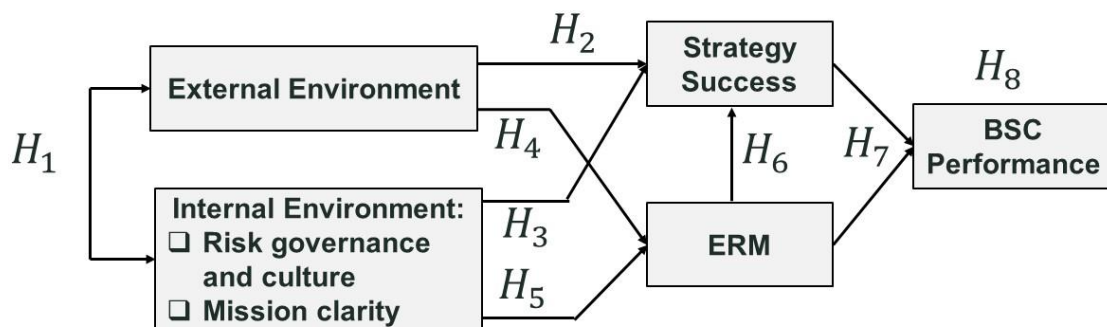 H₁
External Environment
Internal Environment:
❑ Risk governance
and culture
❑ Mission clarity
H₂
H₄
H₃
H₅
Strategy
Success
H₆
ERM
H₇
H₈
BSC
Performance